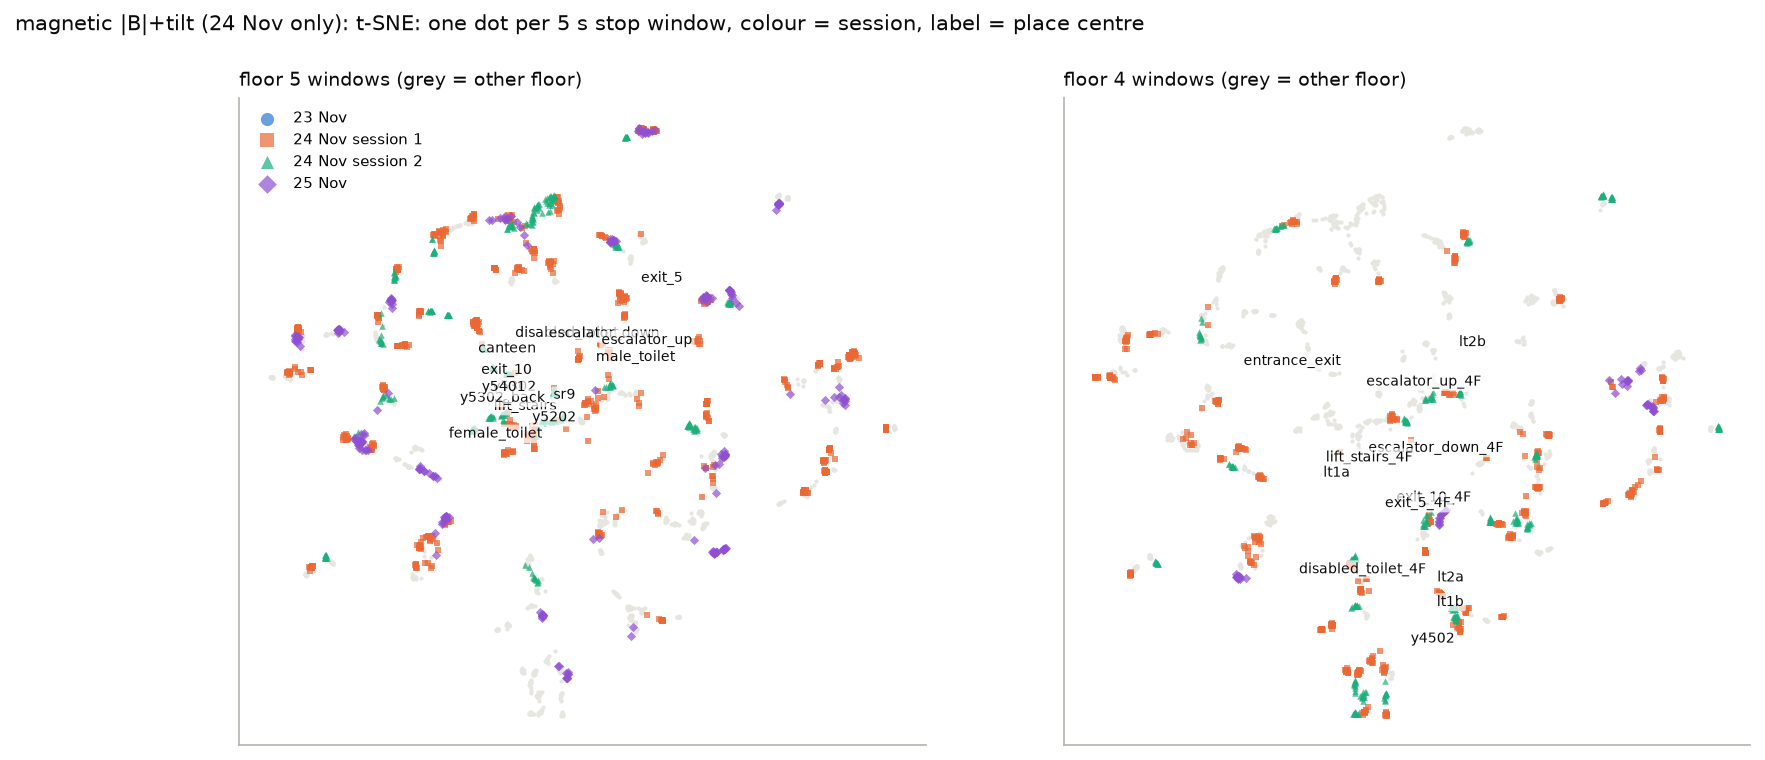 magnetic |B|+tilt (24 Nov only): t-SNE: one dot per 5 s stop window, colour = session, label = place centre
floor 5 windows (grey = other floor)
23 Nov
24 Nov session 1
24 Nov session 2
25 Nov
exit_5
escalator_down
escalator_up
canteen
male_toilet
exit_10
y54012
y5302_back
sr9
lift_stairs
y5202
female_toilet
floor 4 windows (grey = other floor)
lt2b
entrance_exit
escalator_up_4F
escalator_down_4F
lift_stairs_4F
lt1a
exit_10_4F
exit_5_4F
disabled_toilet_4F
lt2a
lt1b
y4502